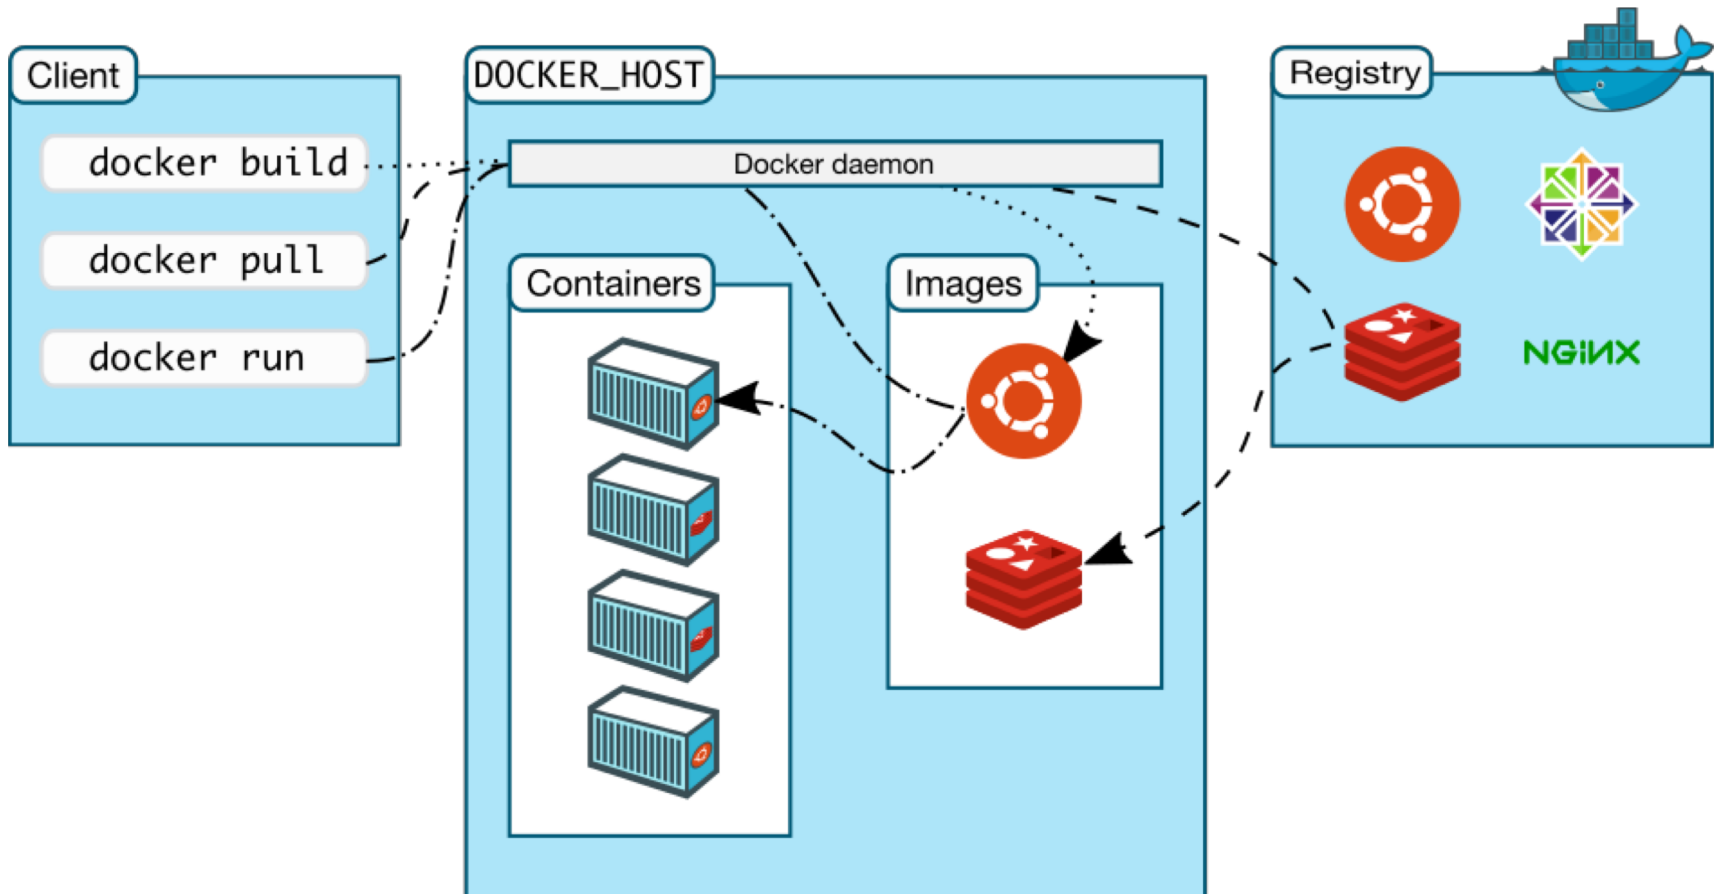 Client
docker build
docker pull
docker run
DOCKER_HOST
Docker daemon
Containers
Images
Registry
NGiNX